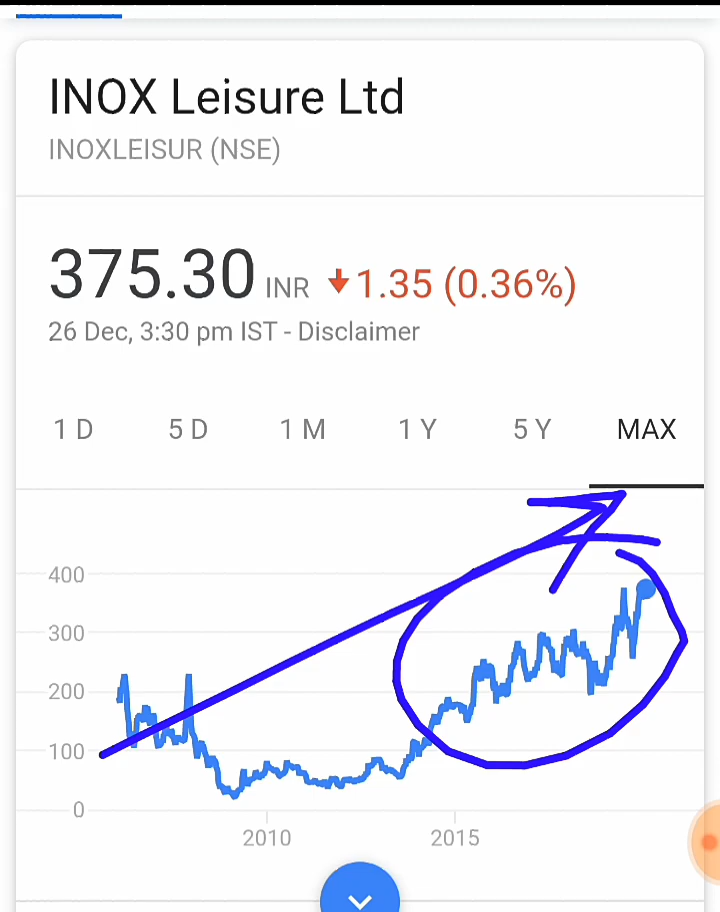 INOX Leisure Ltd
INOXLEISUR (NSE)
375.30 INR ↓1.35 (0.36%)
26 Dec, 3:30 pm IST - Disclaimer
1 D 5 D 1 M 1 Y 5 Y MAX
400
300
200
100
0
2010 2015